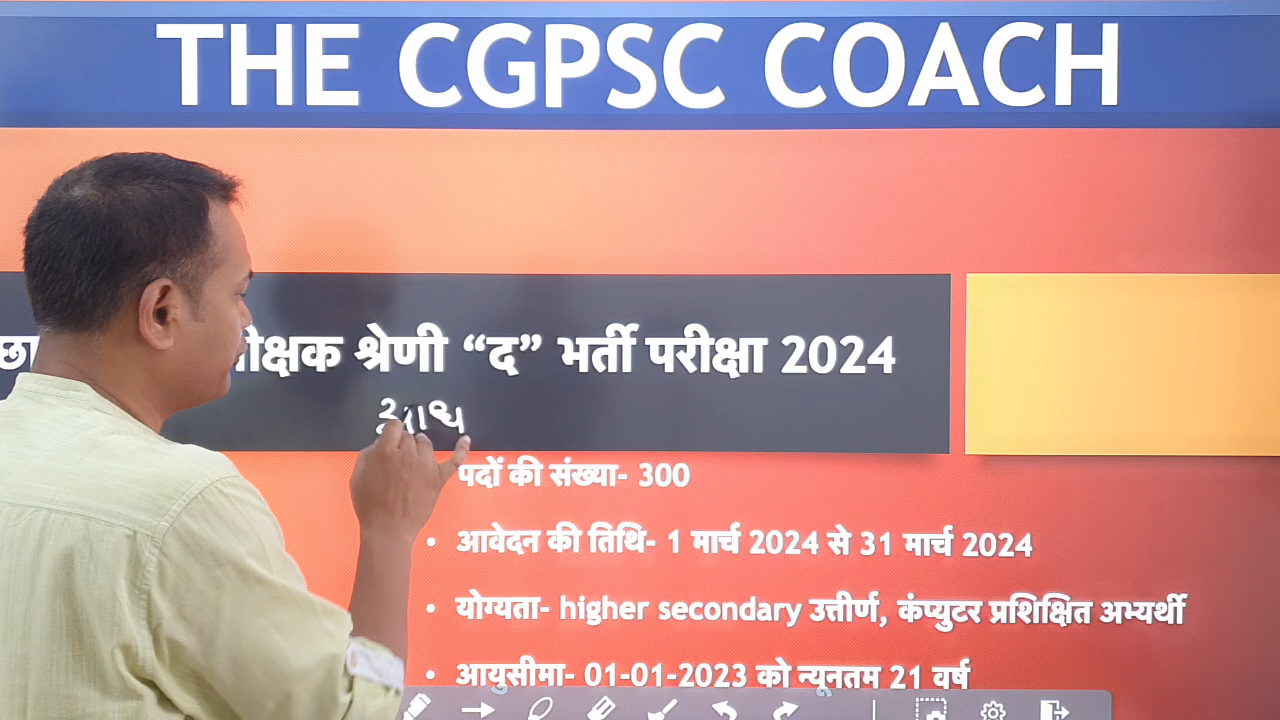 THE CGPSC COACH
श्रेणी “द” भर्ती परीक्षा 2024
पदों की संख्या- 300
• आवेदन की तिथि- 1 मार्च 2024 से 31 मार्च 2024
• योग्यता- higher secondary उत्तीर्ण, कंप्युटर प्रशिक्षित अभ्यर्थी
• आयुसीमा- 01-01-2023 को न्यूनतम 21 वर्ष